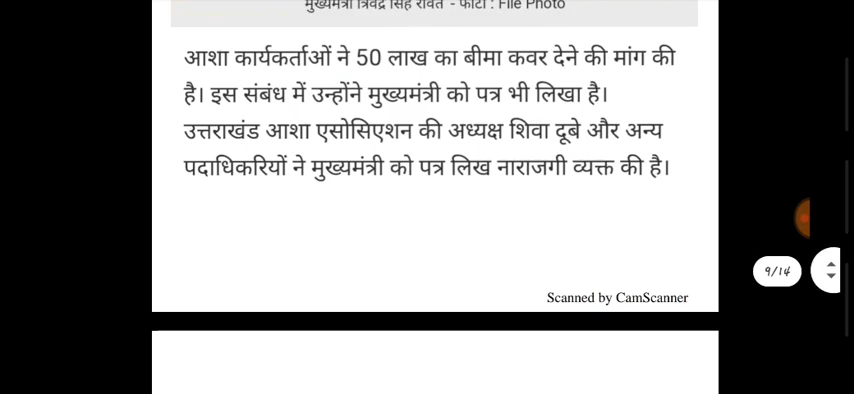 मुख्यमंत्री त्रिवेंद्र सिंह रावत - फोटो : File Photo
आशा कार्यकर्ताओं ने 50 लाख का बीमा कवर देने की मांग की
है। इस संबंध में उन्होंने मुख्यमंत्री को पत्र भी लिखा है।
उत्तराखंड आशा एसोसिएशन की अध्यक्ष शिवा दूबे और अन्य
पदाधिकरियों ने मुख्यमंत्री को पत्र लिख नाराजगी व्यक्त की है।
9/14
Scanned by CamScanner